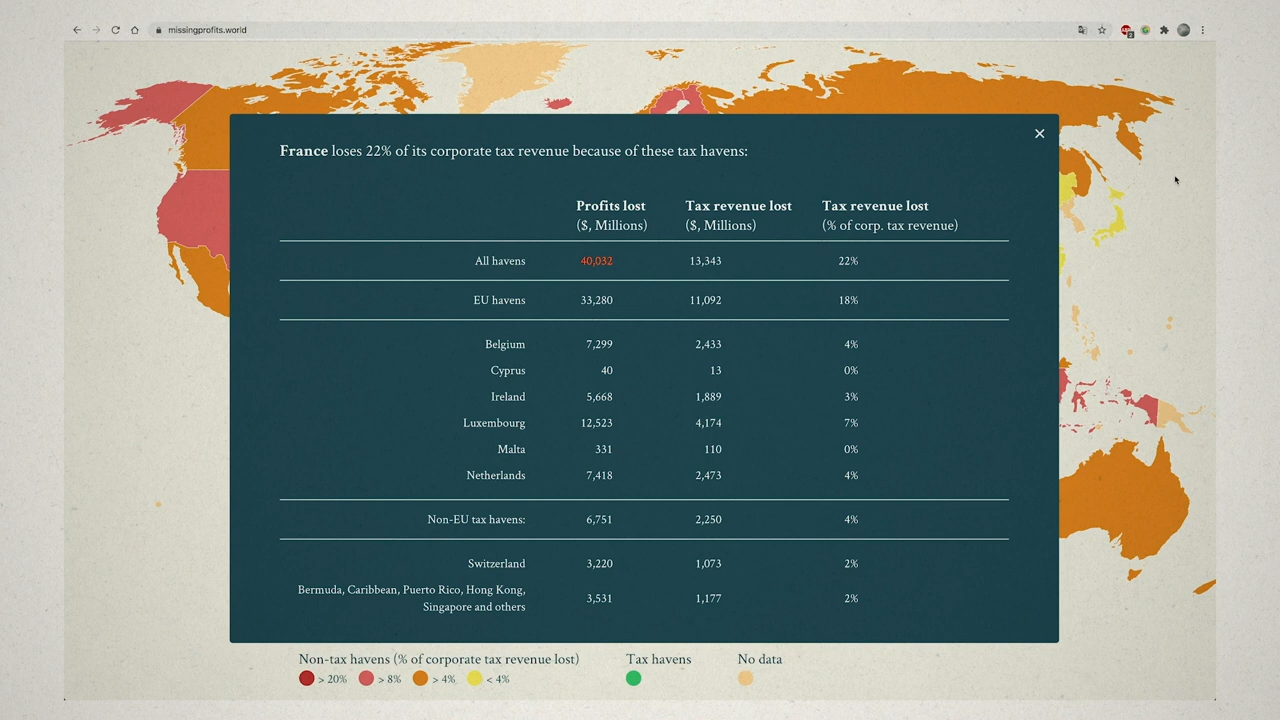 missingprofits.world
France loses 22% of its corporate tax revenue because of these tax havens:
Profits lost Tax revenue lost Tax revenue lost
($, Millions) ($, Millions) (% of corp. tax revenue)
All havens 40,032 13,343 22%
EU havens 33,280 11,092 18%
Belgium 7,299 2,433 4%
Cyprus 40 13 0%
Ireland 5,668 1,889 3%
Luxembourg 12,523 4,174 7%
Malta 331 110 0%
Netherlands 7,418 2,473 4%
Non-EU tax havens: 6,751 2,250 4%
Switzerland 3,220 1,073 2%
Bermuda, Caribbean, Puerto Rico, Hong Kong,
Singapore and others 3,531 1,177 2%
Non-tax havens (% of corporate tax revenue lost) Tax havens No data
> 20% > 8% > 4% < 4%